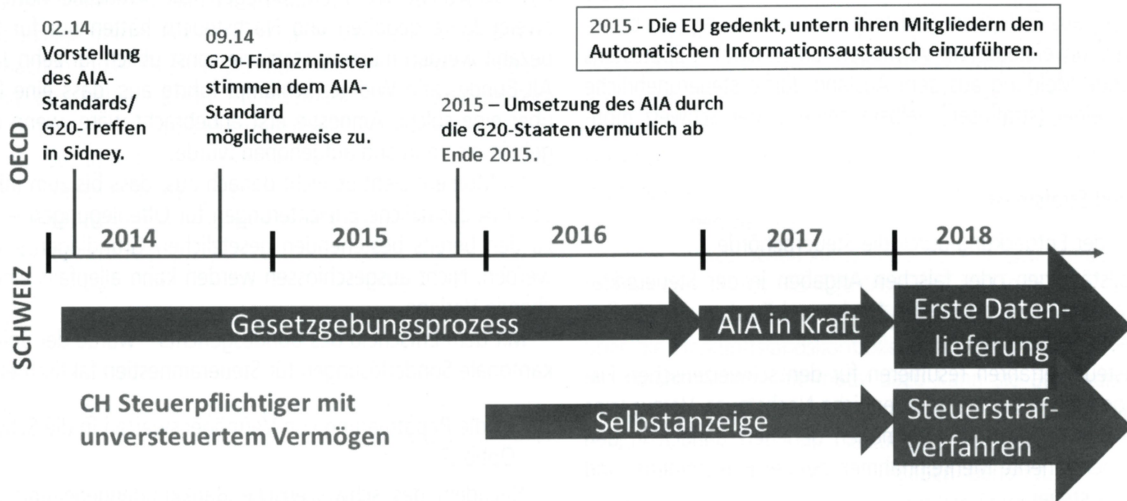 02.14
Vorstellung
des AIA-
Standards/
G20-Treffen
in Sidney.
09.14
G20-Finanzminister
stimmen dem AIA-
Standard
möglicherweise zu.
2015 - Die EU gedenkt, untern ihren Mitgliedern den
Automatischen Informationsaustausch einzuführen.
2015 – Umsetzung des AIA durch
die G20-Staaten vermutlich ab
Ende 2015.
OECD
2014
2015
2016
2017
2018
SCHWEIZ
Gesetzgebungsprozess
AIA in Kraft
Erste Daten-
lieferung
CH Steuerpflichtiger mit
unversteuertem Vermögen
Selbstanzeige
Steuerstraf-
verfahren